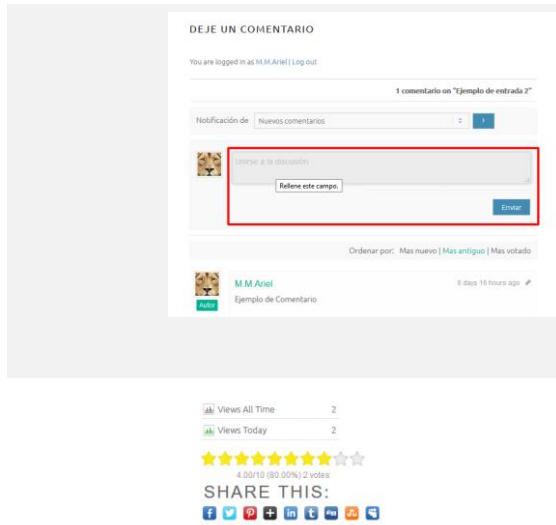 DEJE UN COMENTARIO
You are logged in as M.M.Ariel | Log out
1 comentario on "Ejemplo de entrada 2"
Notificación de Nuevos comentarios ›
Unirse a la discusión
Rellene este campo.
Enviar
Ordenar por: Mas nuevo | Mas antiguo | Mas votado
M.M.Ariel 8 days 16 hours ago
Autor Ejemplo de Comentario
Views All Time 2
Views Today 2
4.00/10 (80.00%) 2 votes
SHARE THIS: